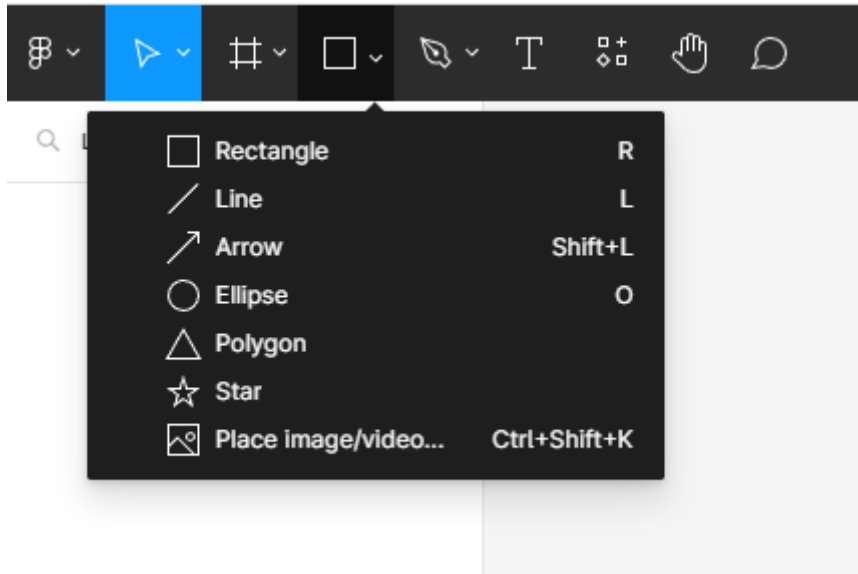 Rectangle R
Line L
Arrow Shift+L
Ellipse O
Polygon
Star
Place image/video... Ctrl+Shift+K